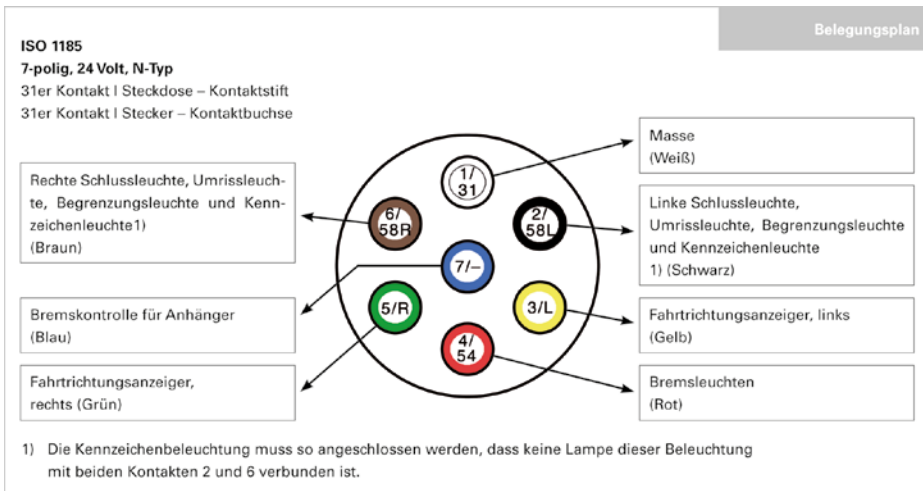 Belegungsplan
ISO 1185
7-polig, 24 Volt, N-Typ
31er Kontakt I Steckdose – Kontaktstift
31er Kontakt I Stecker – Kontaktbuchse
Rechte Schlussleuchte, Umrissleuch-
te, Begrenzungsleuchte und Kenn-
zeichenleuchte1)
(Braun)
Bremskontrolle für Anhänger
(Blau)
Fahrtrichtungsanzeiger,
rechts (Grün)
1/
31
6/
58R
2/
58L
7/–
5/R
3/L
4/
54
Masse
(Weiß)
Linke Schlussleuchte,
Umrissleuchte, Begrenzungsleuchte
und Kennzeichenleuchte
1) (Schwarz)
Fahrtrichtungsanzeiger, links
(Gelb)
Bremsleuchten
(Rot)
1) Die Kennzeichenbeleuchtung muss so angeschlossen werden, dass keine Lampe dieser Beleuchtung
mit beiden Kontakten 2 und 6 verbunden ist.